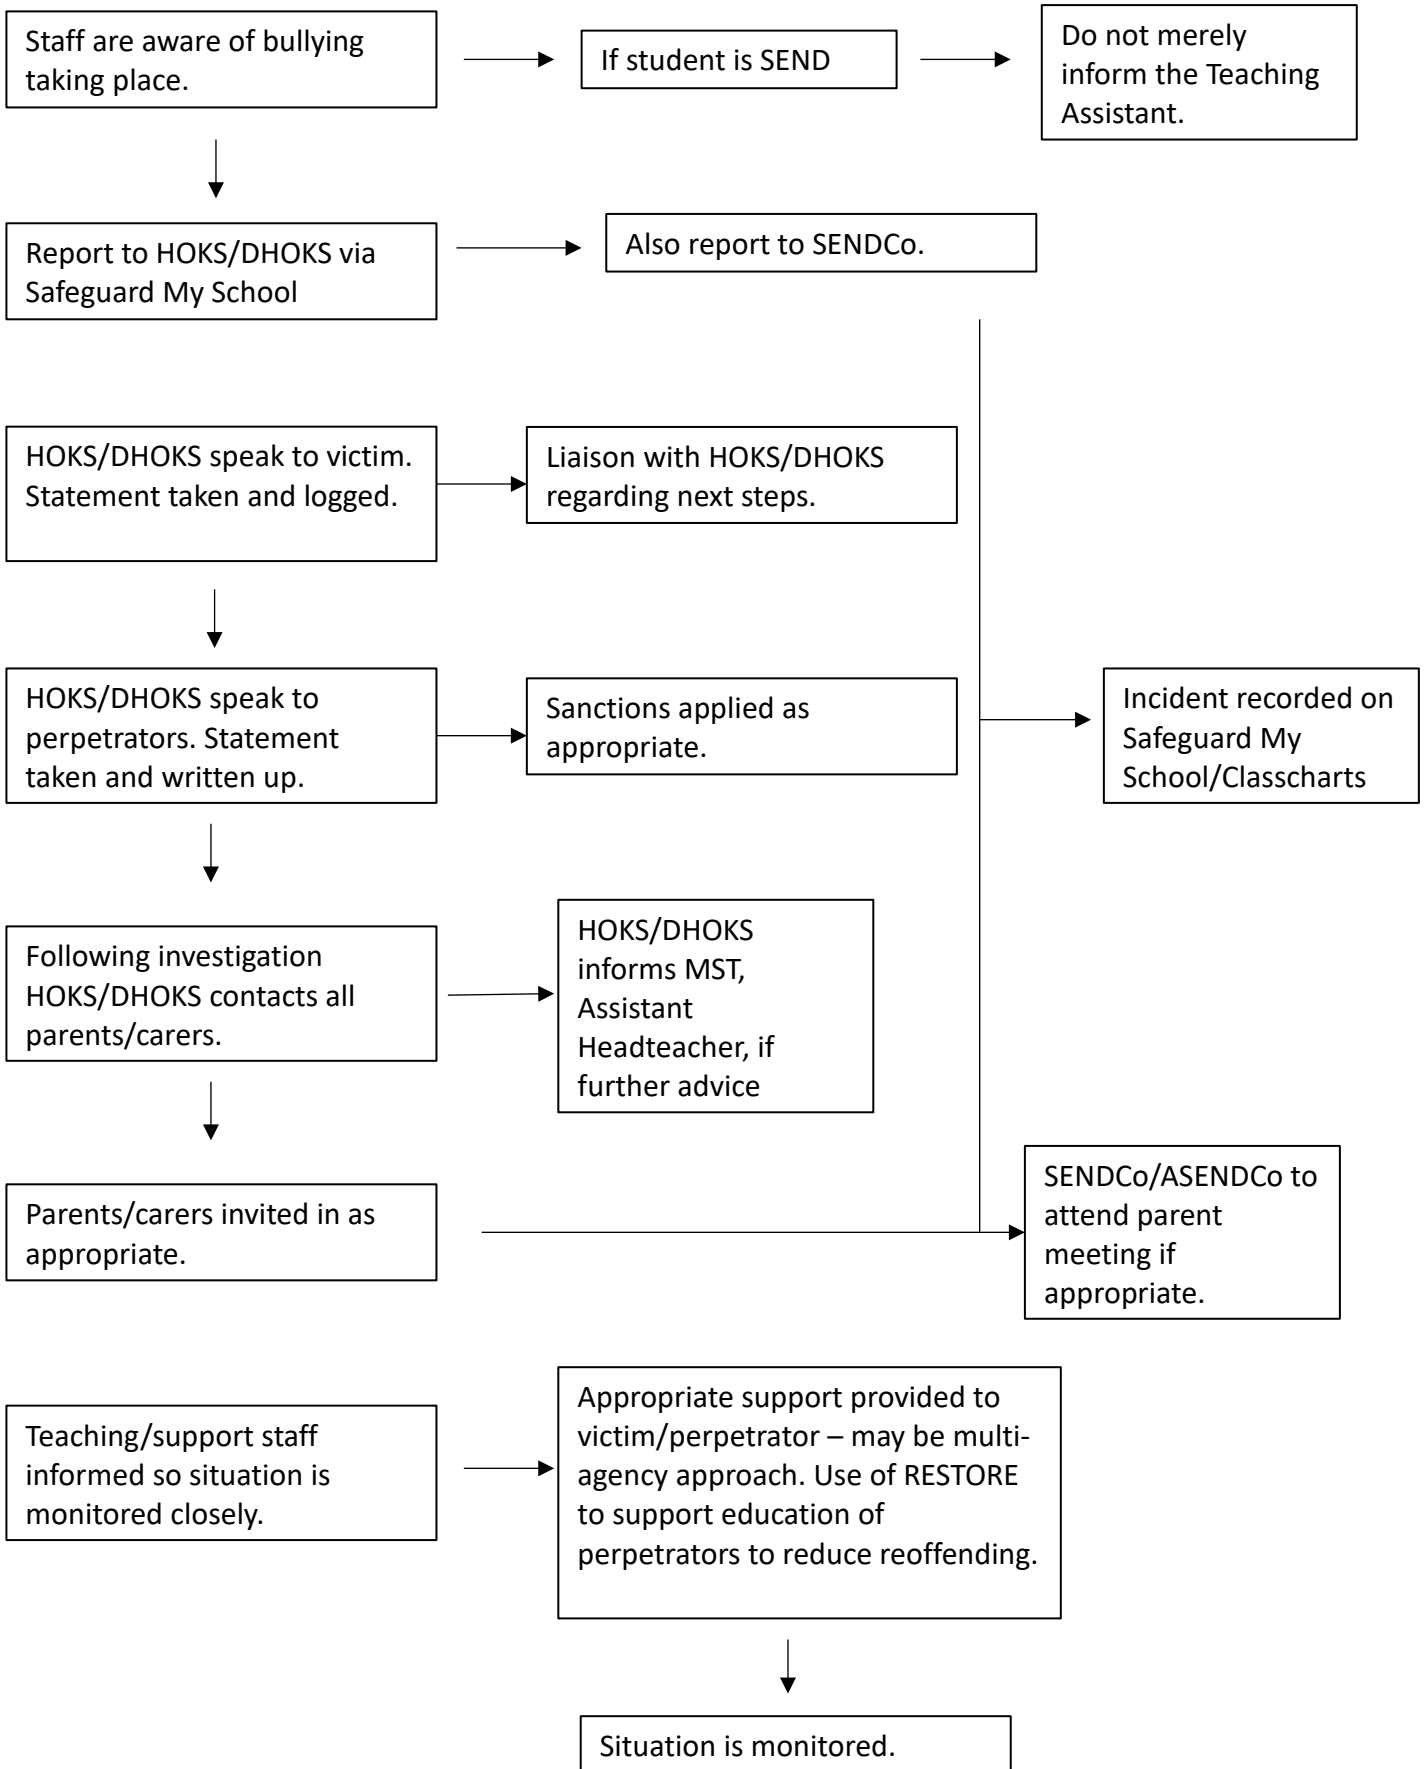 Staff are aware of bullying
taking place.
If student is SEND
Do not merely
inform the Teaching
Assistant.
Report to HOKS/DHOKS via
Safeguard My School
Also report to SENDCo.
HOKS/DHOKS speak to victim.
Statement taken and logged.
Liaison with HOKS/DHOKS
regarding next steps.
HOKS/DHOKS speak to
perpetrators. Statement
taken and written up.
Sanctions applied as
appropriate.
Incident recorded on
Safeguard My
School/Classcharts
Following investigation
HOKS/DHOKS contacts all
parents/carers.
HOKS/DHOKS
informs MST,
Assistant
Headteacher, if
further advice
Parents/carers invited in as
appropriate.
SENDCo/ASENDCo to
attend parent
meeting if
appropriate.
Teaching/support staff
informed so situation is
monitored closely.
Appropriate support provided to
victim/perpetrator – may be multi-
agency approach. Use of RESTORE
to support education of
perpetrators to reduce reoffending.
Situation is monitored.